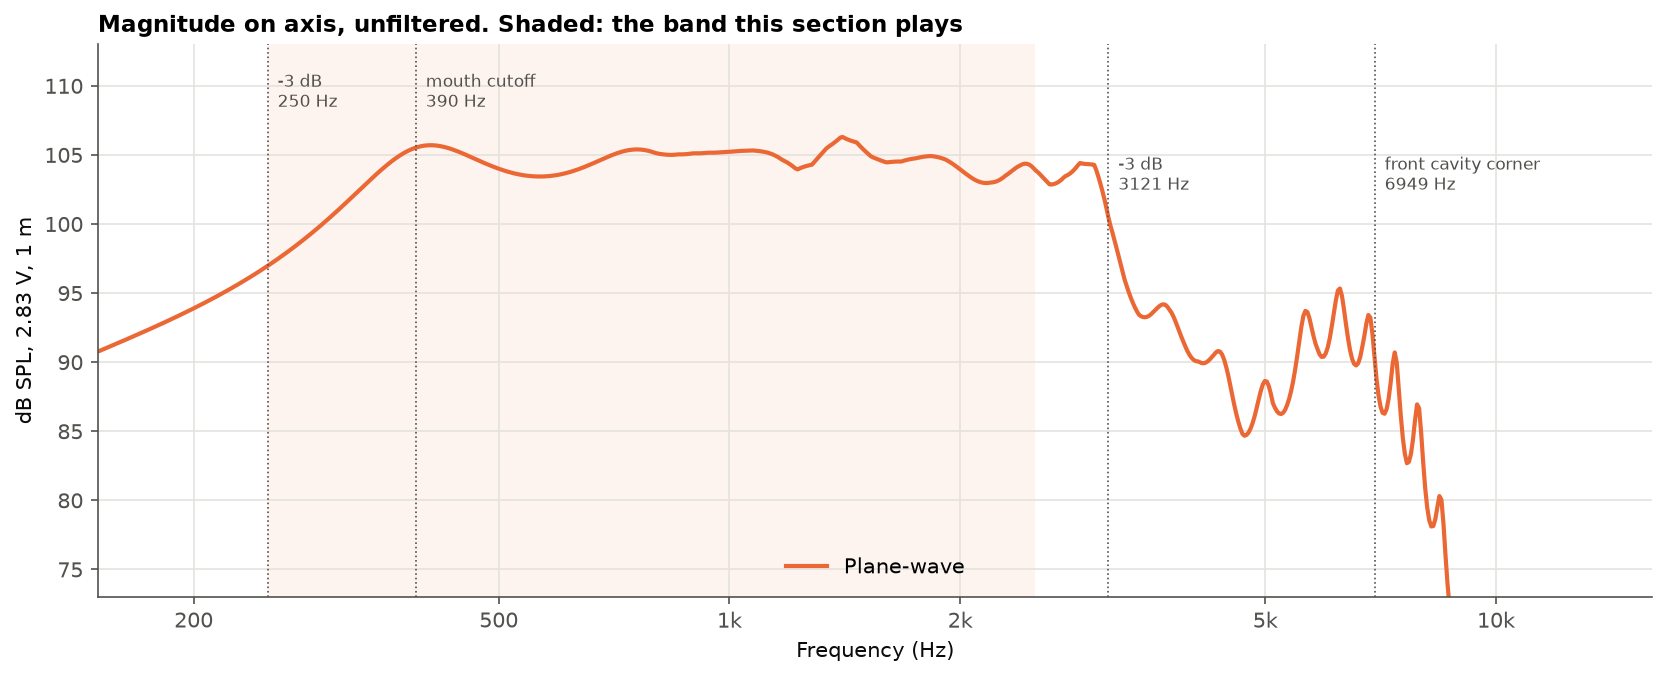 Magnitude on axis, unfiltered. Shaded: the band this section plays
dB SPL, 2.83 V, 1 m
110
105
100
95
90
85
80
75
-3 dB
250 Hz
mouth cutoff
390 Hz
-3 dB
3121 Hz
front cavity corner
6949 Hz
Plane-wave
200
500
1k
2k
5k
10k
Frequency (Hz)